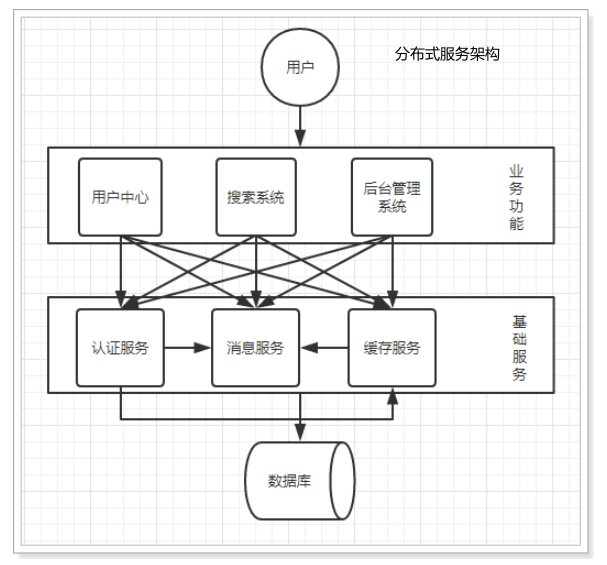 分布式服务架构
用户
用户中心
搜索系统
后台管理
系统
业
务
功
能
认证服务
消息服务
缓存服务
基
础
服
务
数据库